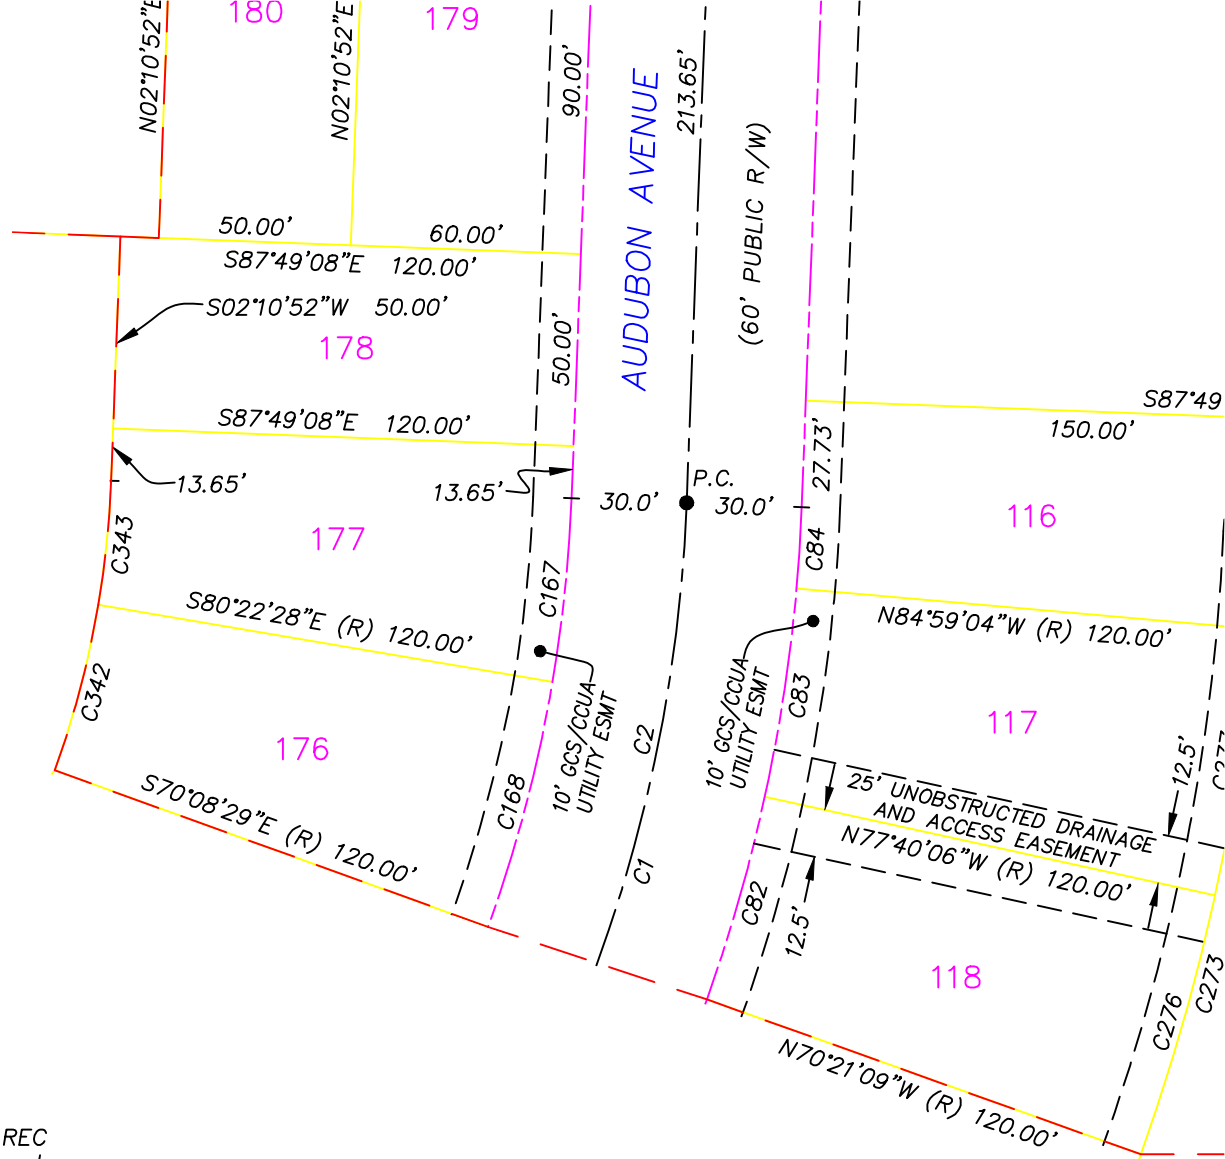 180
179
N02°10'52"E
N02°10'52"E
90.00'
AUDUBON AVENUE
213.65'
(60' PUBLIC R/W)
50.00'
60.00'
S87°49'08"E 120.00'
S02°10'52"W 50.00'
178
50.00'
S87°49'08"E 120.00'
S87°49
150.00'
13.65'
13.65'
30.0'
P.C.
30.0'
27.73'
116
177
C343
C167
C84
S80°22'28"E (R) 120.00'
N84°59'04"W (R) 120.00'
C342
176
10' GCS/CCUA
UTILITY ESMT
C2
10' GCS/CCUA
UTILITY ESMT
C83
117
12.5'
S70°08'29"E (R) 120.00'
C168
25' UNOBSTRUCTED DRAINAGE
AND ACCESS EASEMENT
N77°40'06"W (R) 120.00'
C1
C82
12.5'
118
C273
C276
N70°21'09"W (R) 120.00'
REC